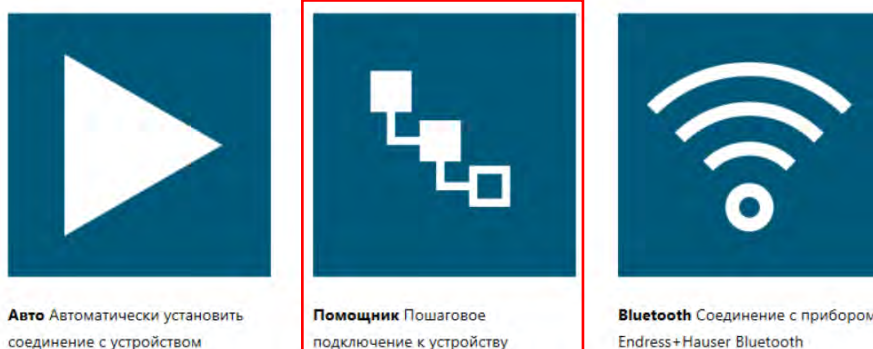 Авто Автоматически установить
соединение с устройством
Помощник Пошаговое
подключение к устройству
Bluetooth Соединение с прибором
Endress+Hauser Bluetooth